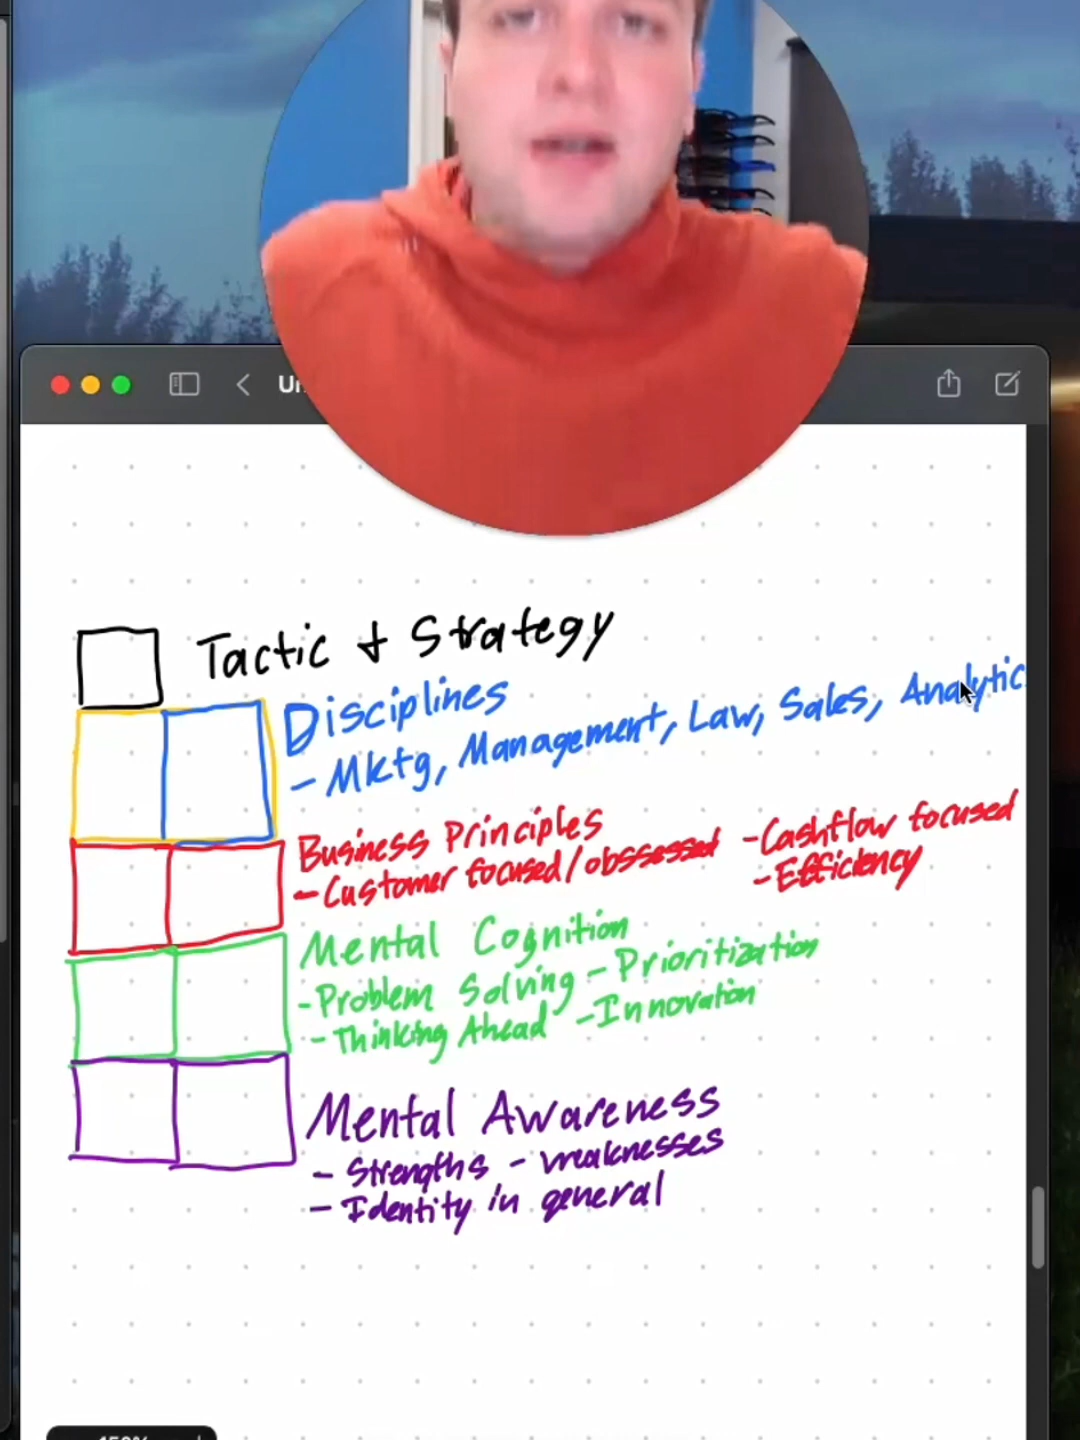 Tactic & Strategy
Disciplines
- Mktg, Management, Law, Sales, Analytic
Business Principles
- Customer focused/obssessed - Cashflow focused
- Efficiency
Mental Cognition
- Problem Solving - Prioritization
- Thinking Ahead - Innovation
Mental Awareness
- Strengths - weaknesses
- Identity in general